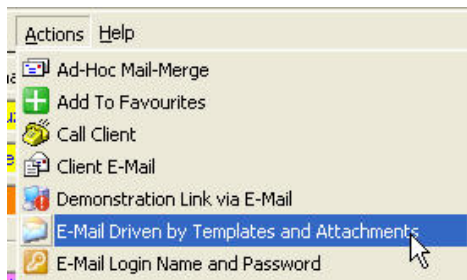 Actions Help
Ad-Hoc Mail-Merge
Add To Favourites
Call Client
Client E-Mail
Demonstration Link via E-Mail
E-Mail Driven by Templates and Attachments
E-Mail Login Name and Password